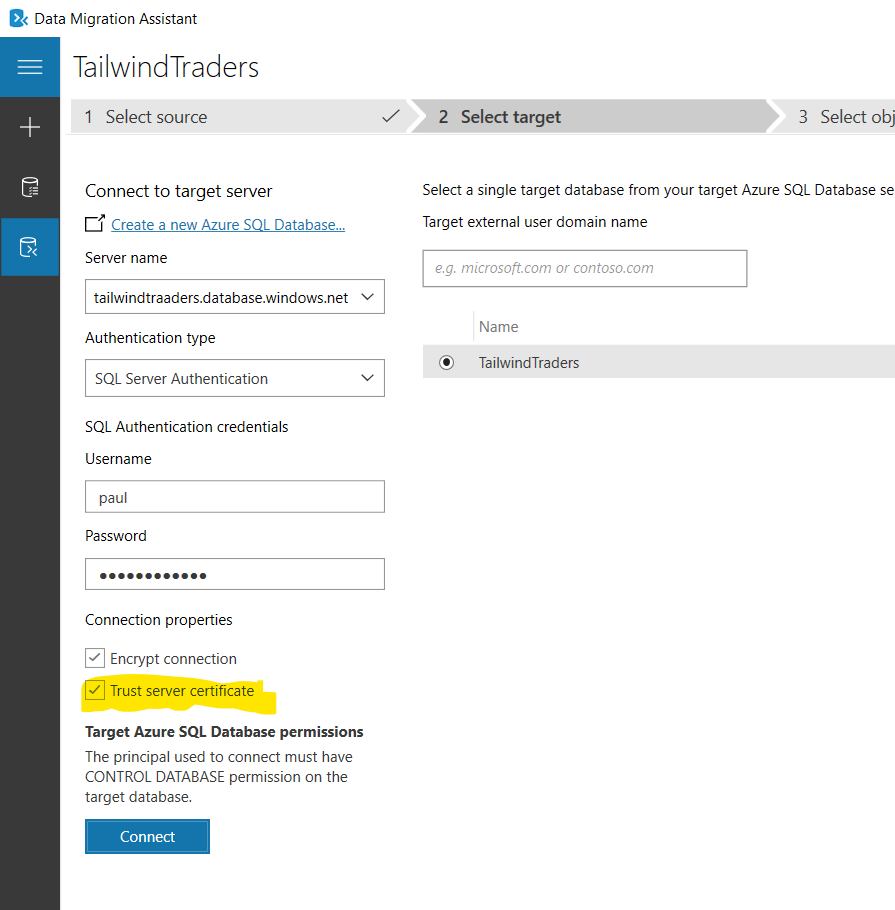 Data Migration Assistant
TailwindTraders
1 Select source
2 Select target
3 Select obj
Connect to target server
Create a new Azure SQL Database...
Server name
tailwindtraaders.database.windows.net
Authentication type
SQL Server Authentication
SQL Authentication credentials
Username
paul
Password
●●●●●●●●●●●●
Connection properties
Encrypt connection
Trust server certificate
Target Azure SQL Database permissions
The principal used to connect must have
CONTROL DATABASE permission on the
target database.
Connect
Select a single target database from your target Azure SQL Database se
Target external user domain name
e.g. microsoft.com or contoso.com
Name
TailwindTraders